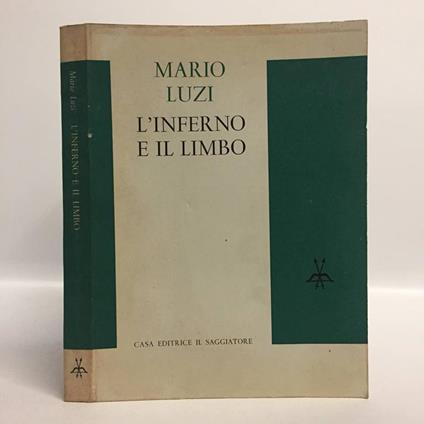 Mario Luzi L'INFERNO E IL LIMBO
MARIO
LUZI
L'INFERNO
E IL LIMBO
CASA EDITRICE IL SAGGIATORE